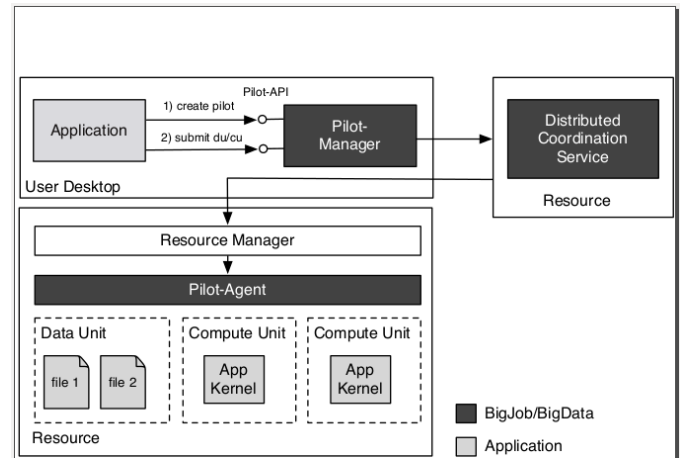 Pilot-API
1) create pilot
Application
2) submit du/cu
Pilot-
Manager
Distributed
Coordination
Service
User Desktop
Resource
Resource Manager
Pilot-Agent
Data Unit
file 1
file 2
Compute Unit
App
Kernel
Compute Unit
App
Kernel
Resource
BigJob/BigData
Application